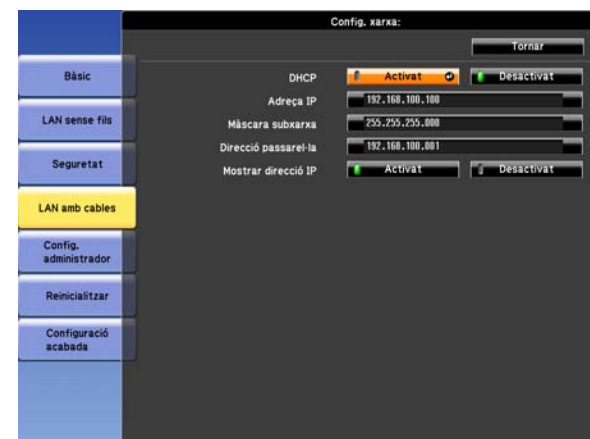 Config. xarxa:
Tornar
Bàsic
LAN sense fils
Seguretat
LAN amb cables
Config.
administrador
Reinicialitzar
Configuració
acabada
DHCP Activat Desactivat
Adreça IP 192.168.100.100
Màscara subxarxa 255.255.255.000
Direcció passarel·la 192.168.100.001
Mostrar direcció IP Activat Desactivat